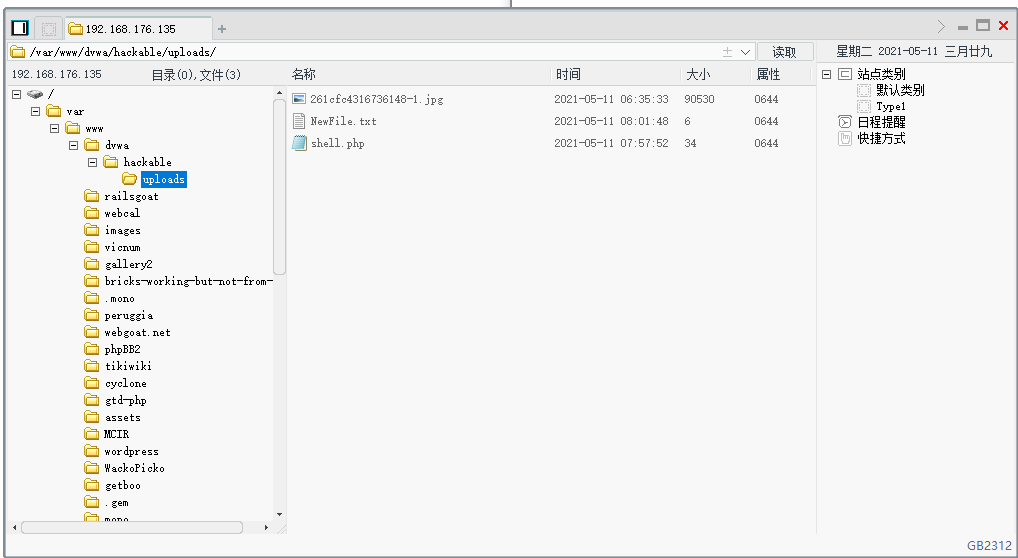 192.168.176.135
/var/www/dvwa/hackable/uploads/
读取
星期二 2021-05-11 三月廿九
192.168.176.135 目录(0),文件(3)
名称 时间 大小 属性
/
var
www
dvwa
hackable
uploads
railsgoat
webcal
images
vicnum
gallery2
bricks-working-but-not-from-
.mono
peruggia
webgoat.net
phpBB2
tikiwiki
cyclone
gtd-php
assets
MCIR
wordpress
WackoPicko
getboo
.gem
mono
261cfc4316736148-1.jpg 2021-05-11 06:35:33 90530 0644
NewFile.txt 2021-05-11 08:01:48 6 0644
shell.php 2021-05-11 07:57:52 34 0644
站点类别
默认类别
Type1
日程提醒
快捷方式
GB2312